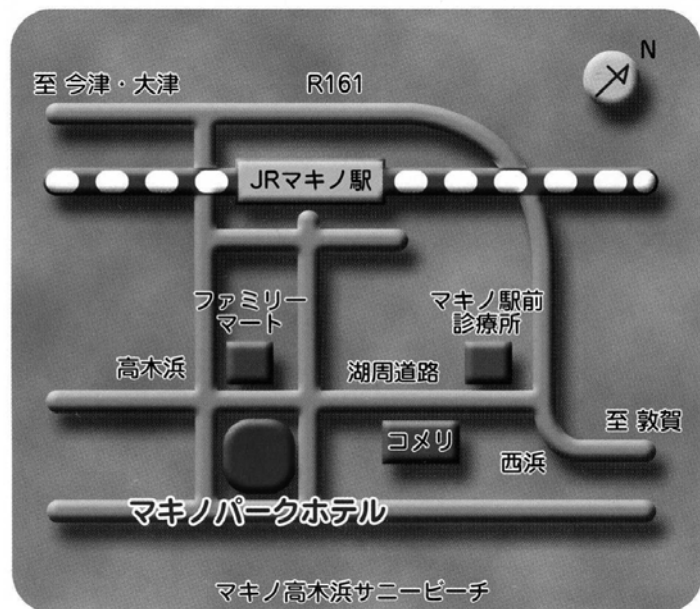 N
至 今津・大津
R161
JRマキノ駅
ファミリー
マート
マキノ駅前
診療所
高木浜
湖周道路
至 敦賀
コメリ
西浜
マキノパークホテル
マキノ高木浜サニービーチ